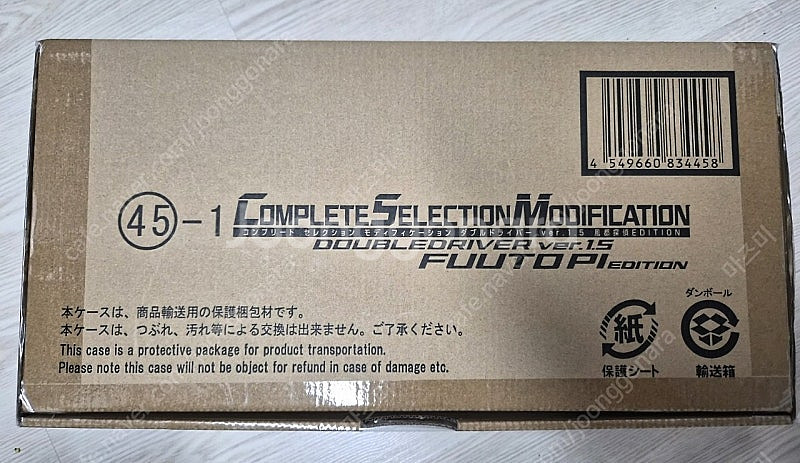 4 549660 834458
㊺-1 COMPLETE SELECTION MODIFICATION
コンプリート セレクション モディフィケーション ダブルドライバー ver.1.5 風都探偵EDITION
DOUBLEDRIVER ver.1.5
FUUTO PI EDITION
本ケースは、商品輸送用の保護梱包材です。
本ケースは、つぶれ、汚れ等による交換は出来ません。ご了承ください。
This case is a protective package for product transportation.
Please note this case will not be object for refund in case of damage etc.
紙
保護シート
ダンボール
輸送箱